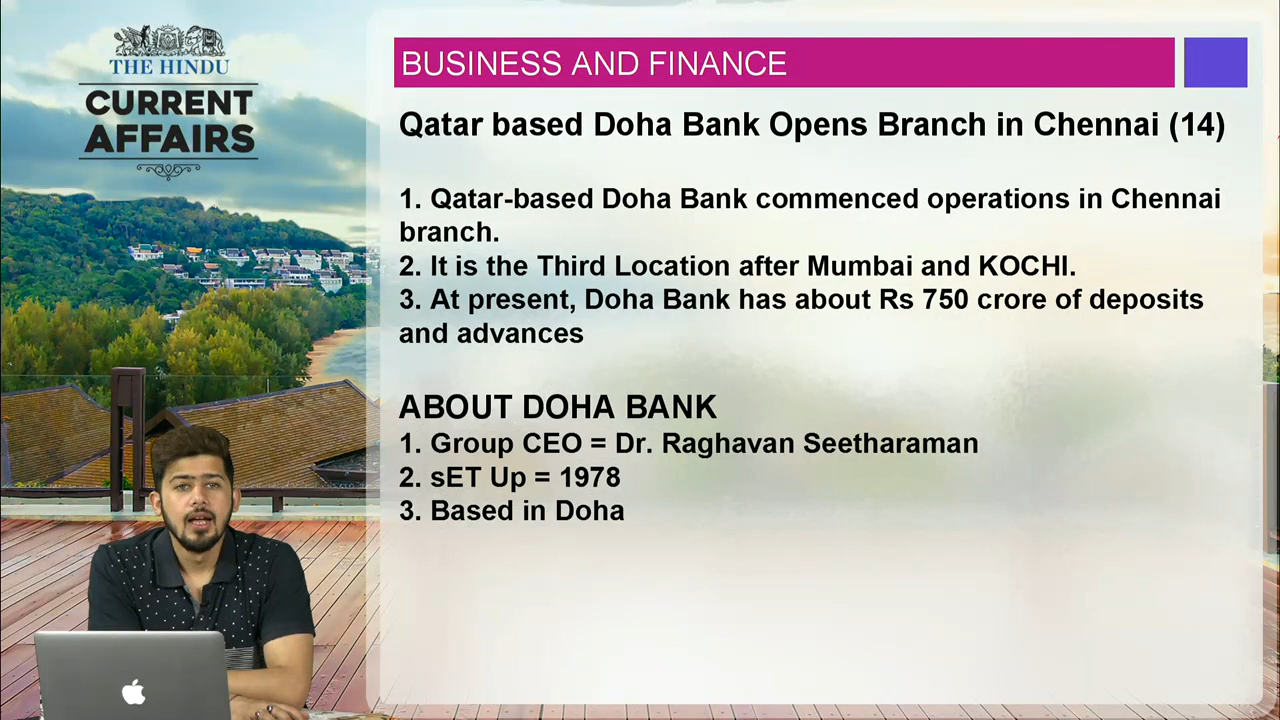 THE HINDU
CURRENT
AFFAIRS
BUSINESS AND FINANCE
Qatar based Doha Bank Opens Branch in Chennai (14)
1. Qatar-based Doha Bank commenced operations in Chennai
branch.
2. It is the Third Location after Mumbai and KOCHI.
3. At present, Doha Bank has about Rs 750 crore of deposits
and advances
ABOUT DOHA BANK
1. Group CEO = Dr. Raghavan Seetharaman
2. sET Up = 1978
3. Based in Doha